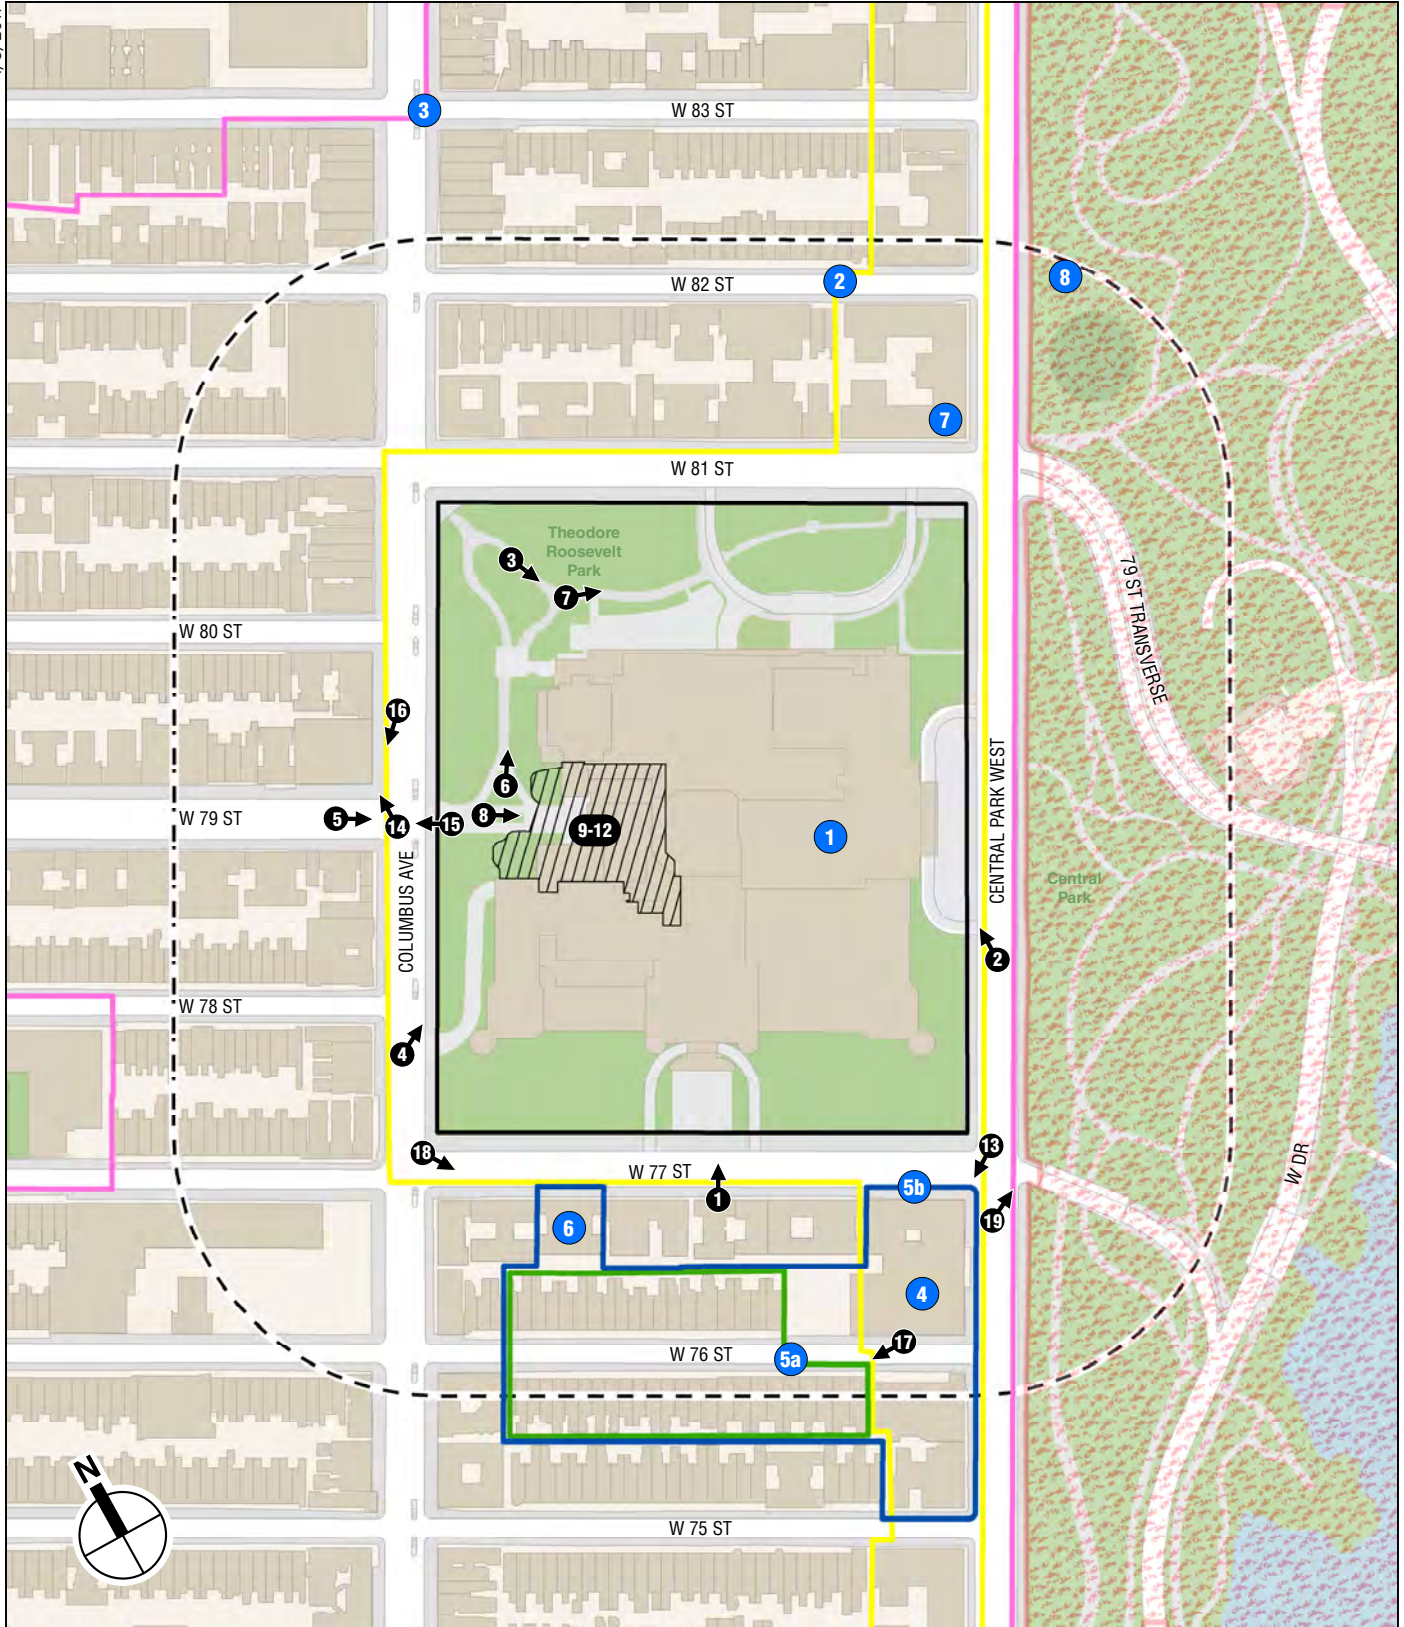 W 83 ST
3
W 82 ST
2
8
7
W 81 ST
Theodore
Roosevelt
Park
3
7
79 ST TRANSVERSE
W 80 ST
16
6
W 79 ST
5
14
15
8
9-12
1
CENTRAL PARK WEST
COLUMBUS AVE
Central
Park
2
W 78 ST
4
18
W 77 ST
1
13
5b
W DR
19
6
4
17
W 76 ST
5a
N
W 75 ST